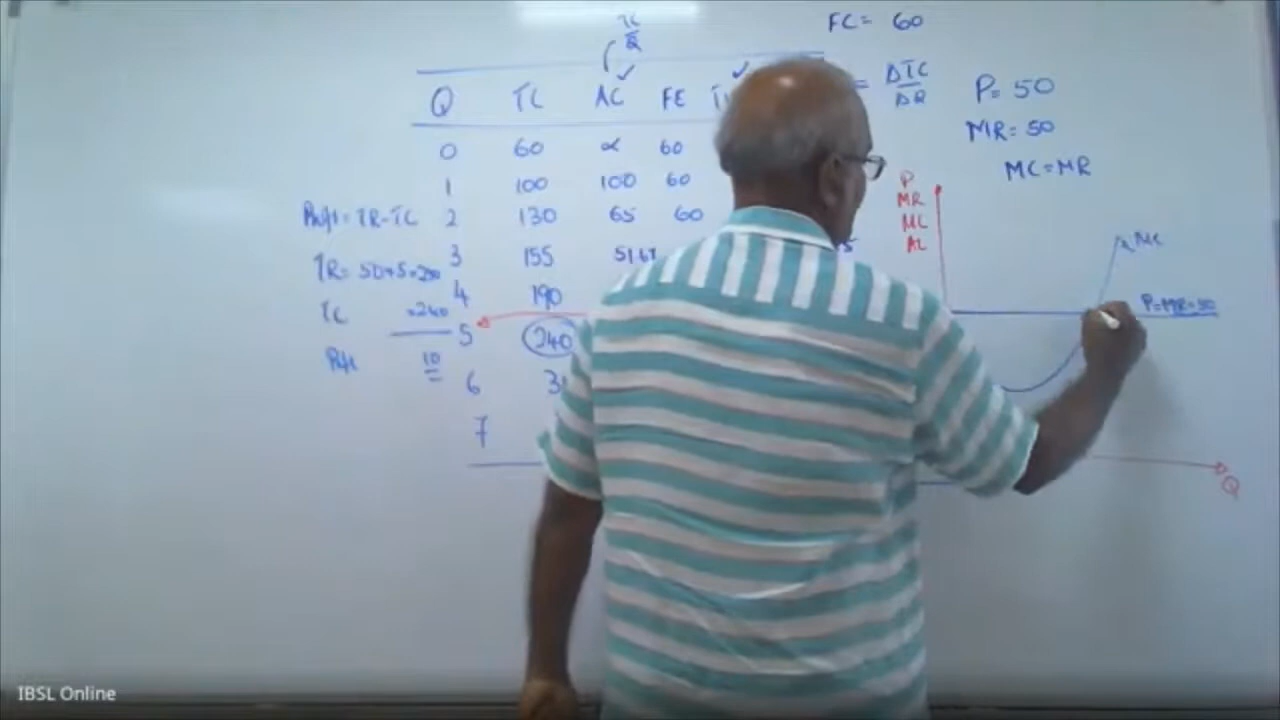 TC
Q
FC = 60
Q TC AC FE
= ΔTC
ΔQ
P = 50
MR = 50
MC = MR
0 60 α 60
1 100 100 60
2 130 65 60
3 155 51.67
4 190
5 240
6
7
Profit = TR-TC
TR = 50×5=250
TC =240
Profit 10
P
MR
MC
AC
MC
P=MR=50
Q
IBSL Online